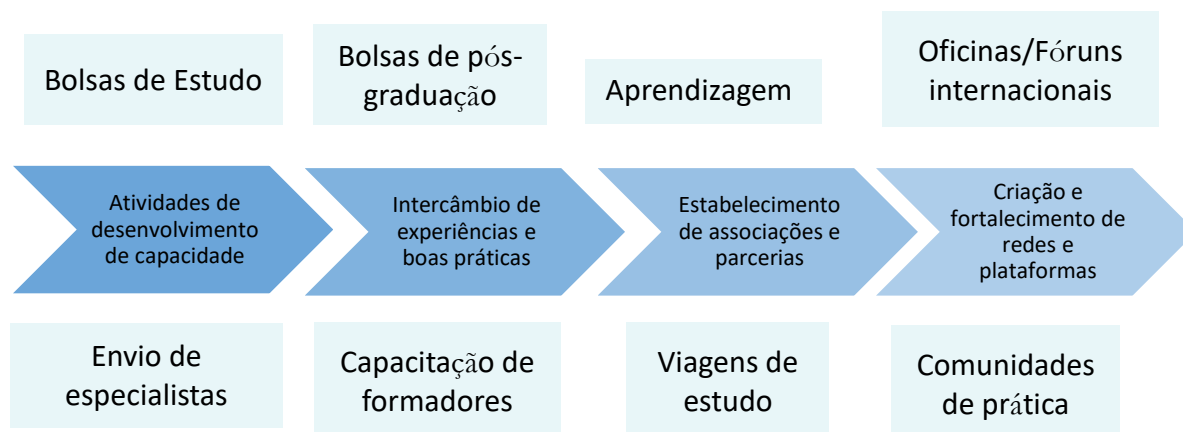 Bolsas de Estudo
Bolsas de pós-
graduação
Aprendizagem
Oficinas/Fóruns
internacionais
Atividades de
desenvolvimento
de capacidade
Intercâmbio de
experiências e
boas práticas
Estabelecimento
de associações e
parcerias
Criação e
fortalecimento de
redes e
plataformas
Envio de
especialistas
Capacitação de
formadores
Viagens de
estudo
Comunidades
de prática